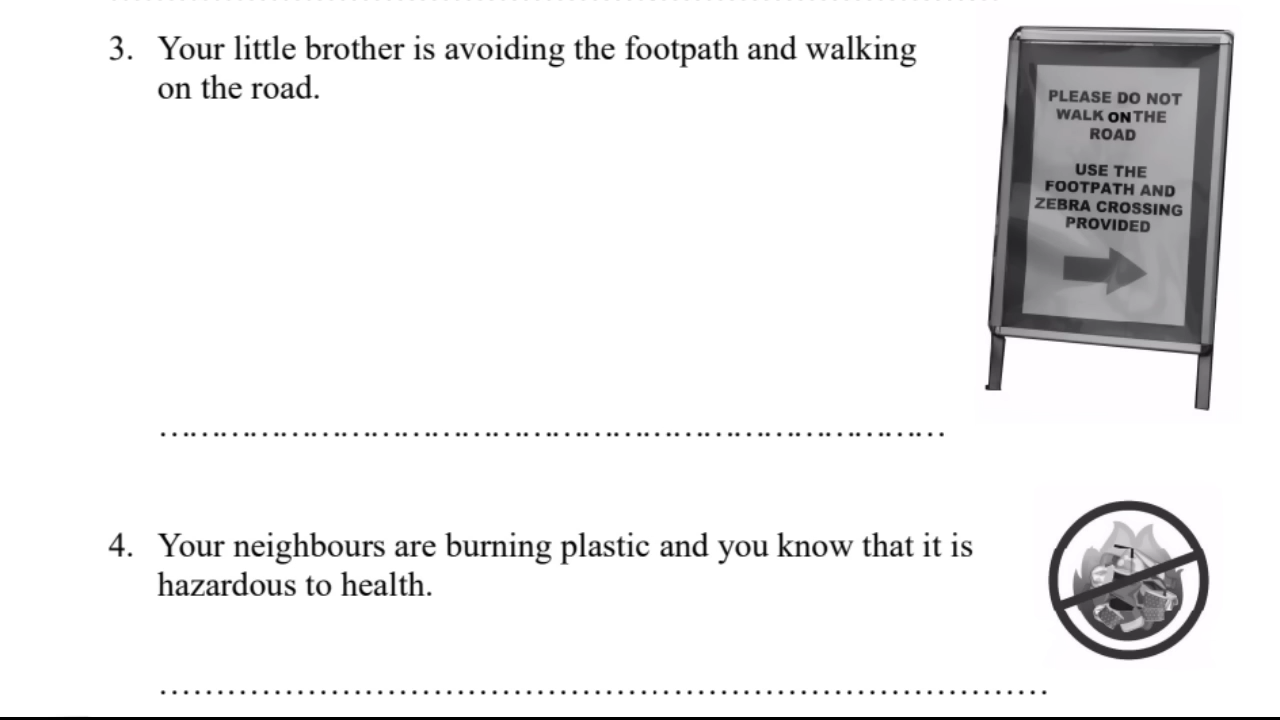 3. Your little brother is avoiding the footpath and walking
on the road.
PLEASE DO NOT
WALK ON THE
ROAD
USE THE
FOOTPATH AND
ZEBRA CROSSING
PROVIDED
4. Your neighbours are burning plastic and you know that it is
hazardous to health.